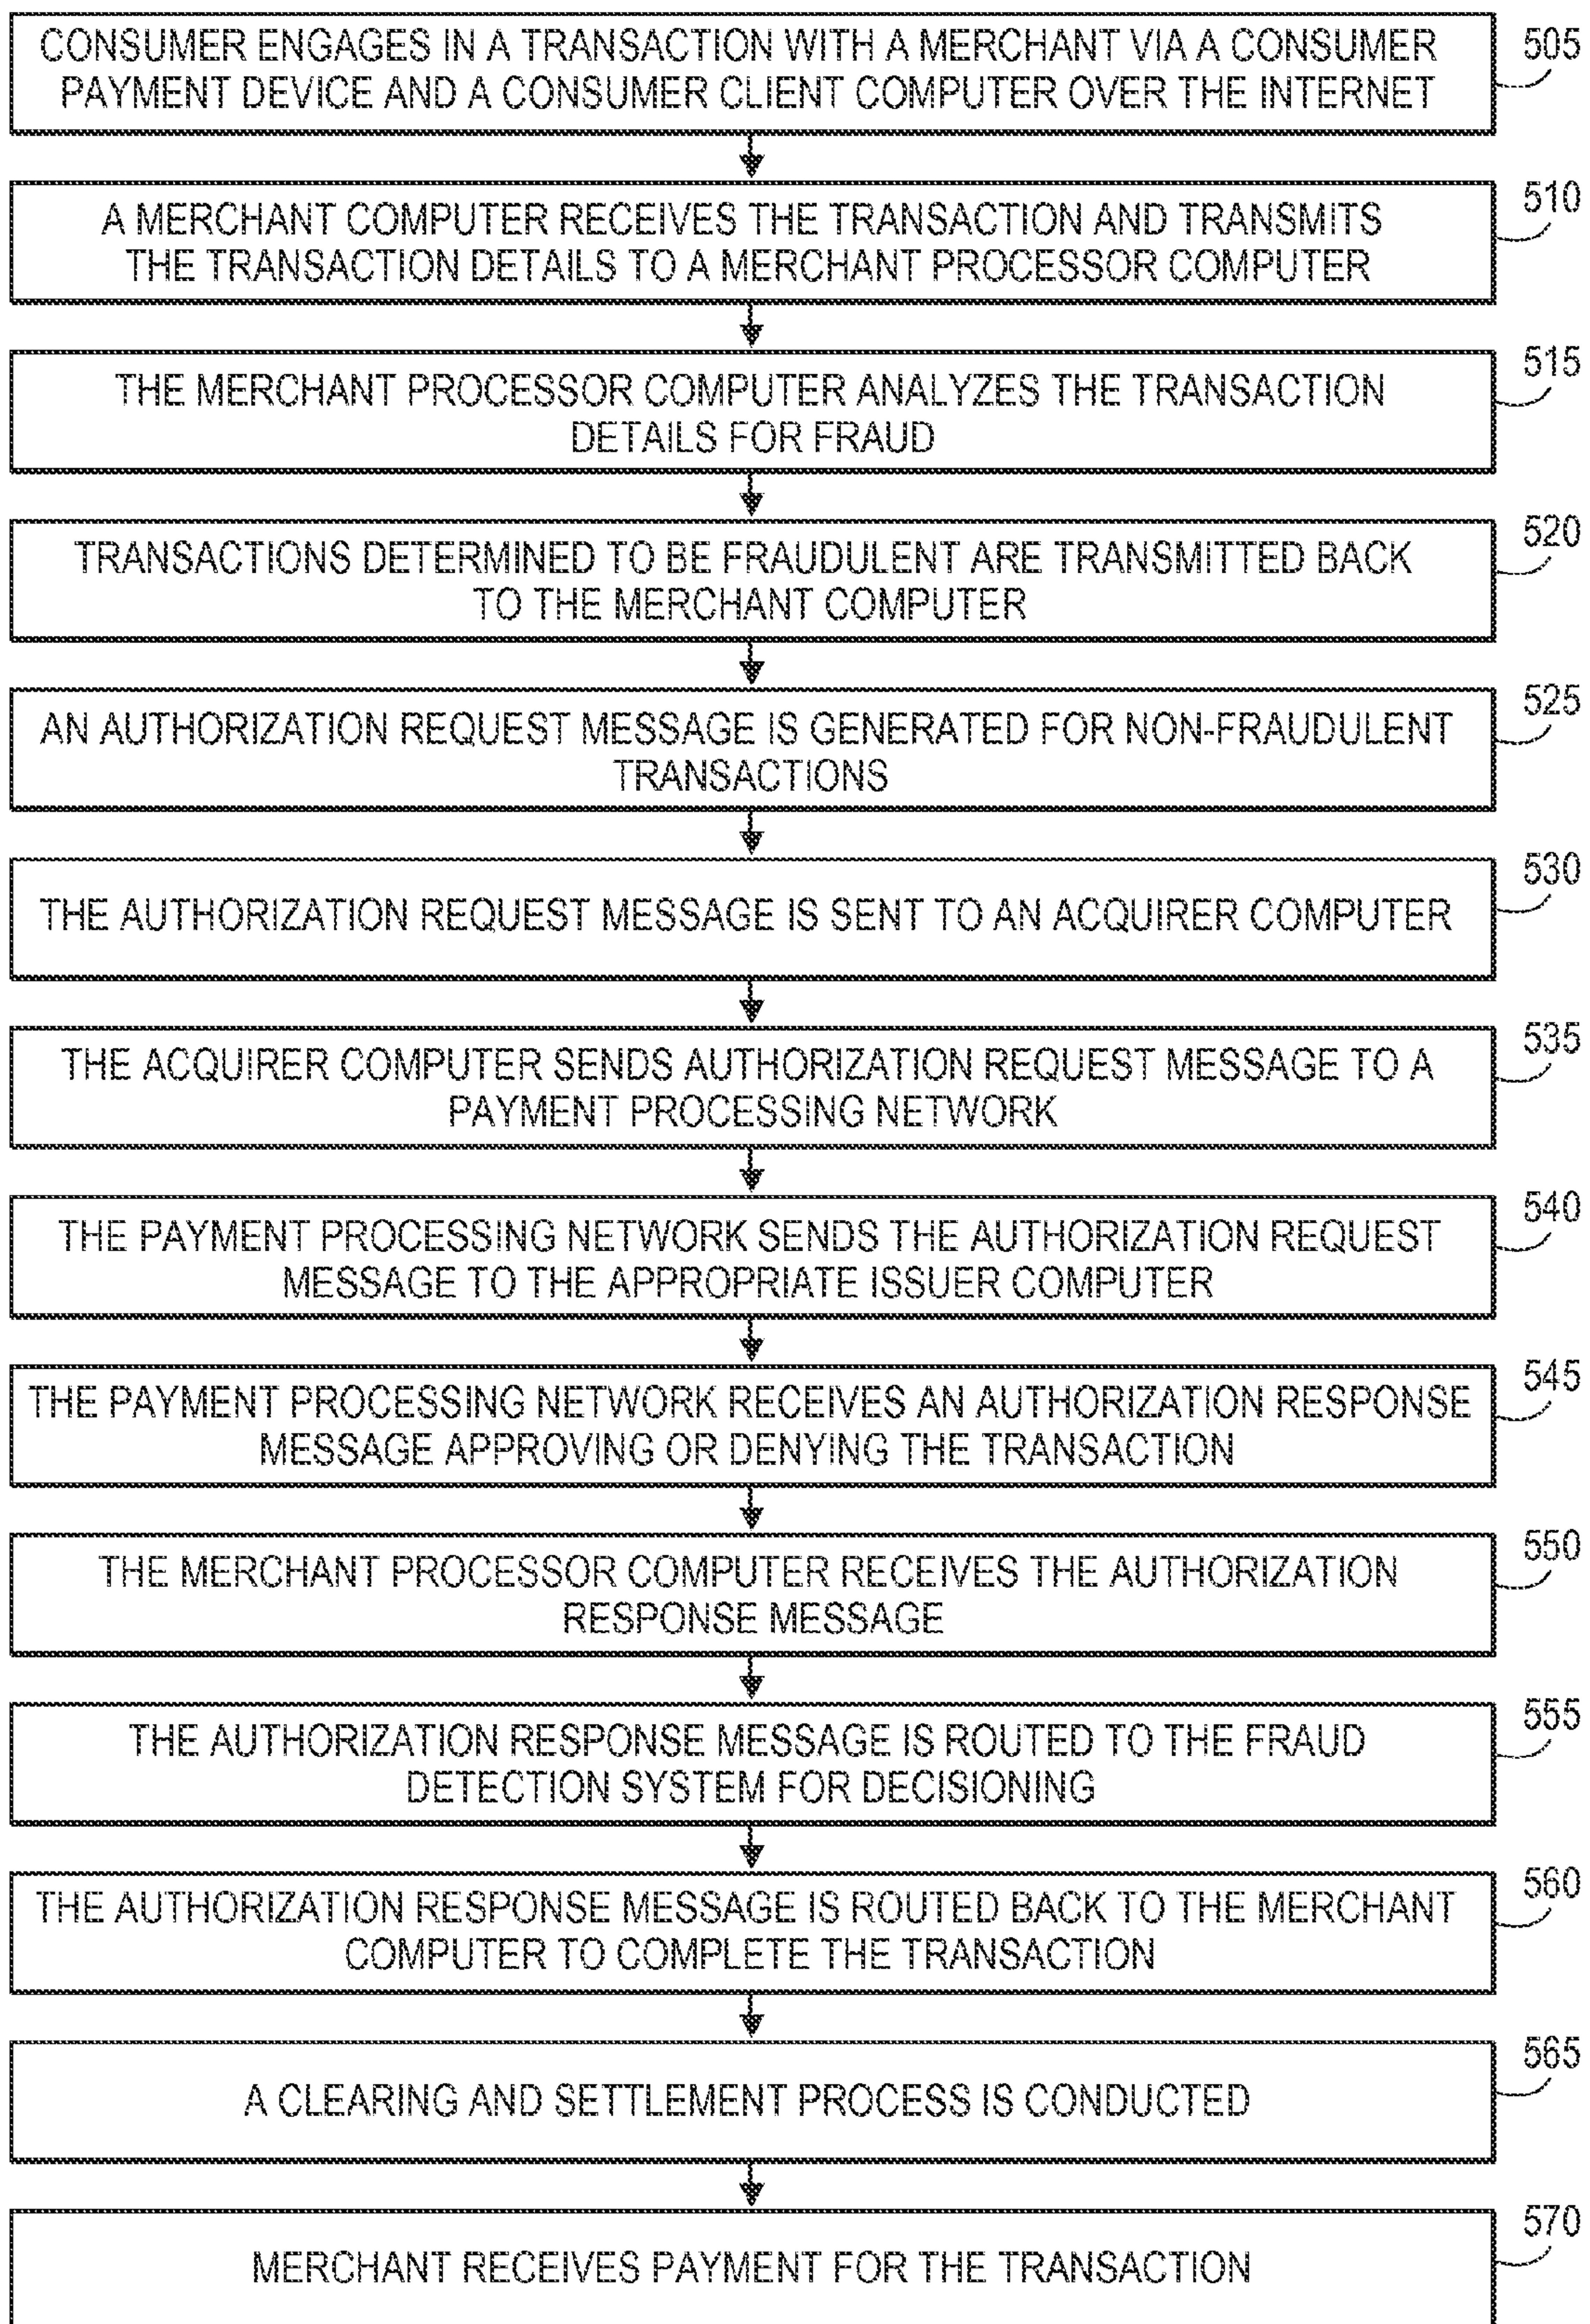 CONSUMER ENGAGES IN A TRANSACTION WITH A MERCHANT VIA A CONSUMER
PAYMENT DEVICE AND A CONSUMER CLIENT COMPUTER OVER THE INTERNET
505
A MERCHANT COMPUTER RECEIVES THE TRANSACTION AND TRANSMITS
THE TRANSACTION DETAILS TO A MERCHANT PROCESSOR COMPUTER
510
THE MERCHANT PROCESSOR COMPUTER ANALYZES THE TRANSACTION
DETAILS FOR FRAUD
515
TRANSACTIONS DETERMINED TO BE FRAUDULENT ARE TRANSMITTED BACK
TO THE MERCHANT COMPUTER
520
AN AUTHORIZATION REQUEST MESSAGE IS GENERATED FOR NON-FRAUDULENT
TRANSACTIONS
525
THE AUTHORIZATION REQUEST MESSAGE IS SENT TO AN ACQUIRER COMPUTER
530
THE ACQUIRER COMPUTER SENDS AUTHORIZATION REQUEST MESSAGE TO A
PAYMENT PROCESSING NETWORK
535
THE PAYMENT PROCESSING NETWORK SENDS THE AUTHORIZATION REQUEST
MESSAGE TO THE APPROPRIATE ISSUER COMPUTER
540
THE PAYMENT PROCESSING NETWORK RECEIVES AN AUTHORIZATION RESPONSE
MESSAGE APPROVING OR DENYING THE TRANSACTION
545
THE MERCHANT PROCESSOR COMPUTER RECEIVES THE AUTHORIZATION
RESPONSE MESSAGE
550
THE AUTHORIZATION RESPONSE MESSAGE IS ROUTED TO THE FRAUD
DETECTION SYSTEM FOR DECISIONING
555
THE AUTHORIZATION RESPONSE MESSAGE IS ROUTED BACK TO THE MERCHANT
COMPUTER TO COMPLETE THE TRANSACTION
560
A CLEARING AND SETTLEMENT PROCESS IS CONDUCTED
565
MERCHANT RECEIVES PAYMENT FOR THE TRANSACTION
570